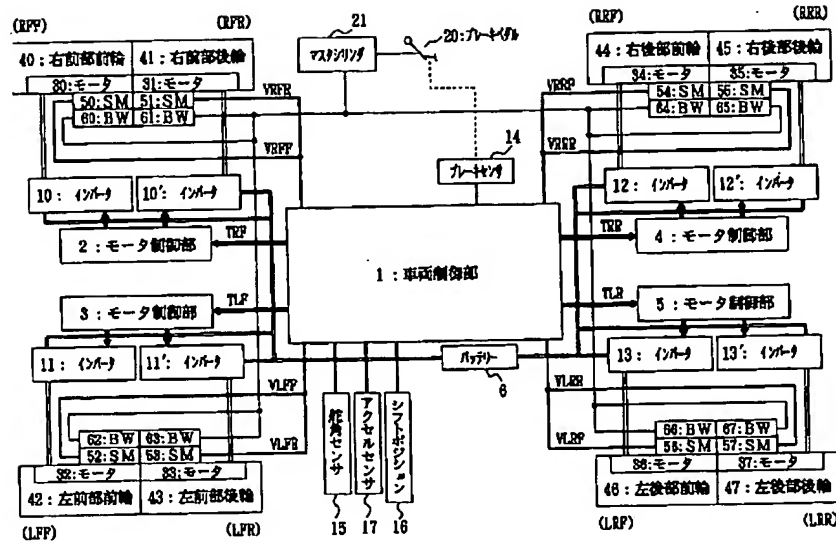 (RFF)
(RFR)
21
(RRF)
(RRR)
40：右前部前輪
41：右前部後輪
マスタシリンダ
20：ブレーキペダル
44：右後部前輪
45：右後部後輪
30：モータ
31：モータ
34：モータ
35：モータ
50：SM
51：SM
VRFR
VRRF
54：SM
55：SM
60：BW
61：BW
64：BW
65：BW
VRFF
14
VRRR
ブレーキセンサ
10：インバータ
10'：インバータ
12：インバータ
12'：インバータ
2：モータ制御部
TRF
TRR
4：モータ制御部
1：車両制御部
3：モータ制御部
TLF
TLR
5：モータ制御部
11：インバータ
11'：インバータ
バッテリー
13：インバータ
13'：インバータ
6
VLFF
VLRR
62：BW
63：BW
66：BW
67：BW
52：SM
53：SM
VLFR
VLRF
56：SM
57：SM
32：モータ
33：モータ
舵角センサ
アクセルセンサ
シフトポジション
36：モータ
37：モータ
42：左前部前輪
43：左前部後輪
46：左後部前輪
47：左後部後輪
(LFF)
(LFR)
15
17
16
(LRF)
(LRR)